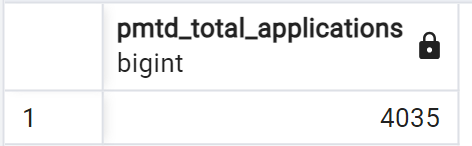 pmtd_total_applications
bigint
1 4035